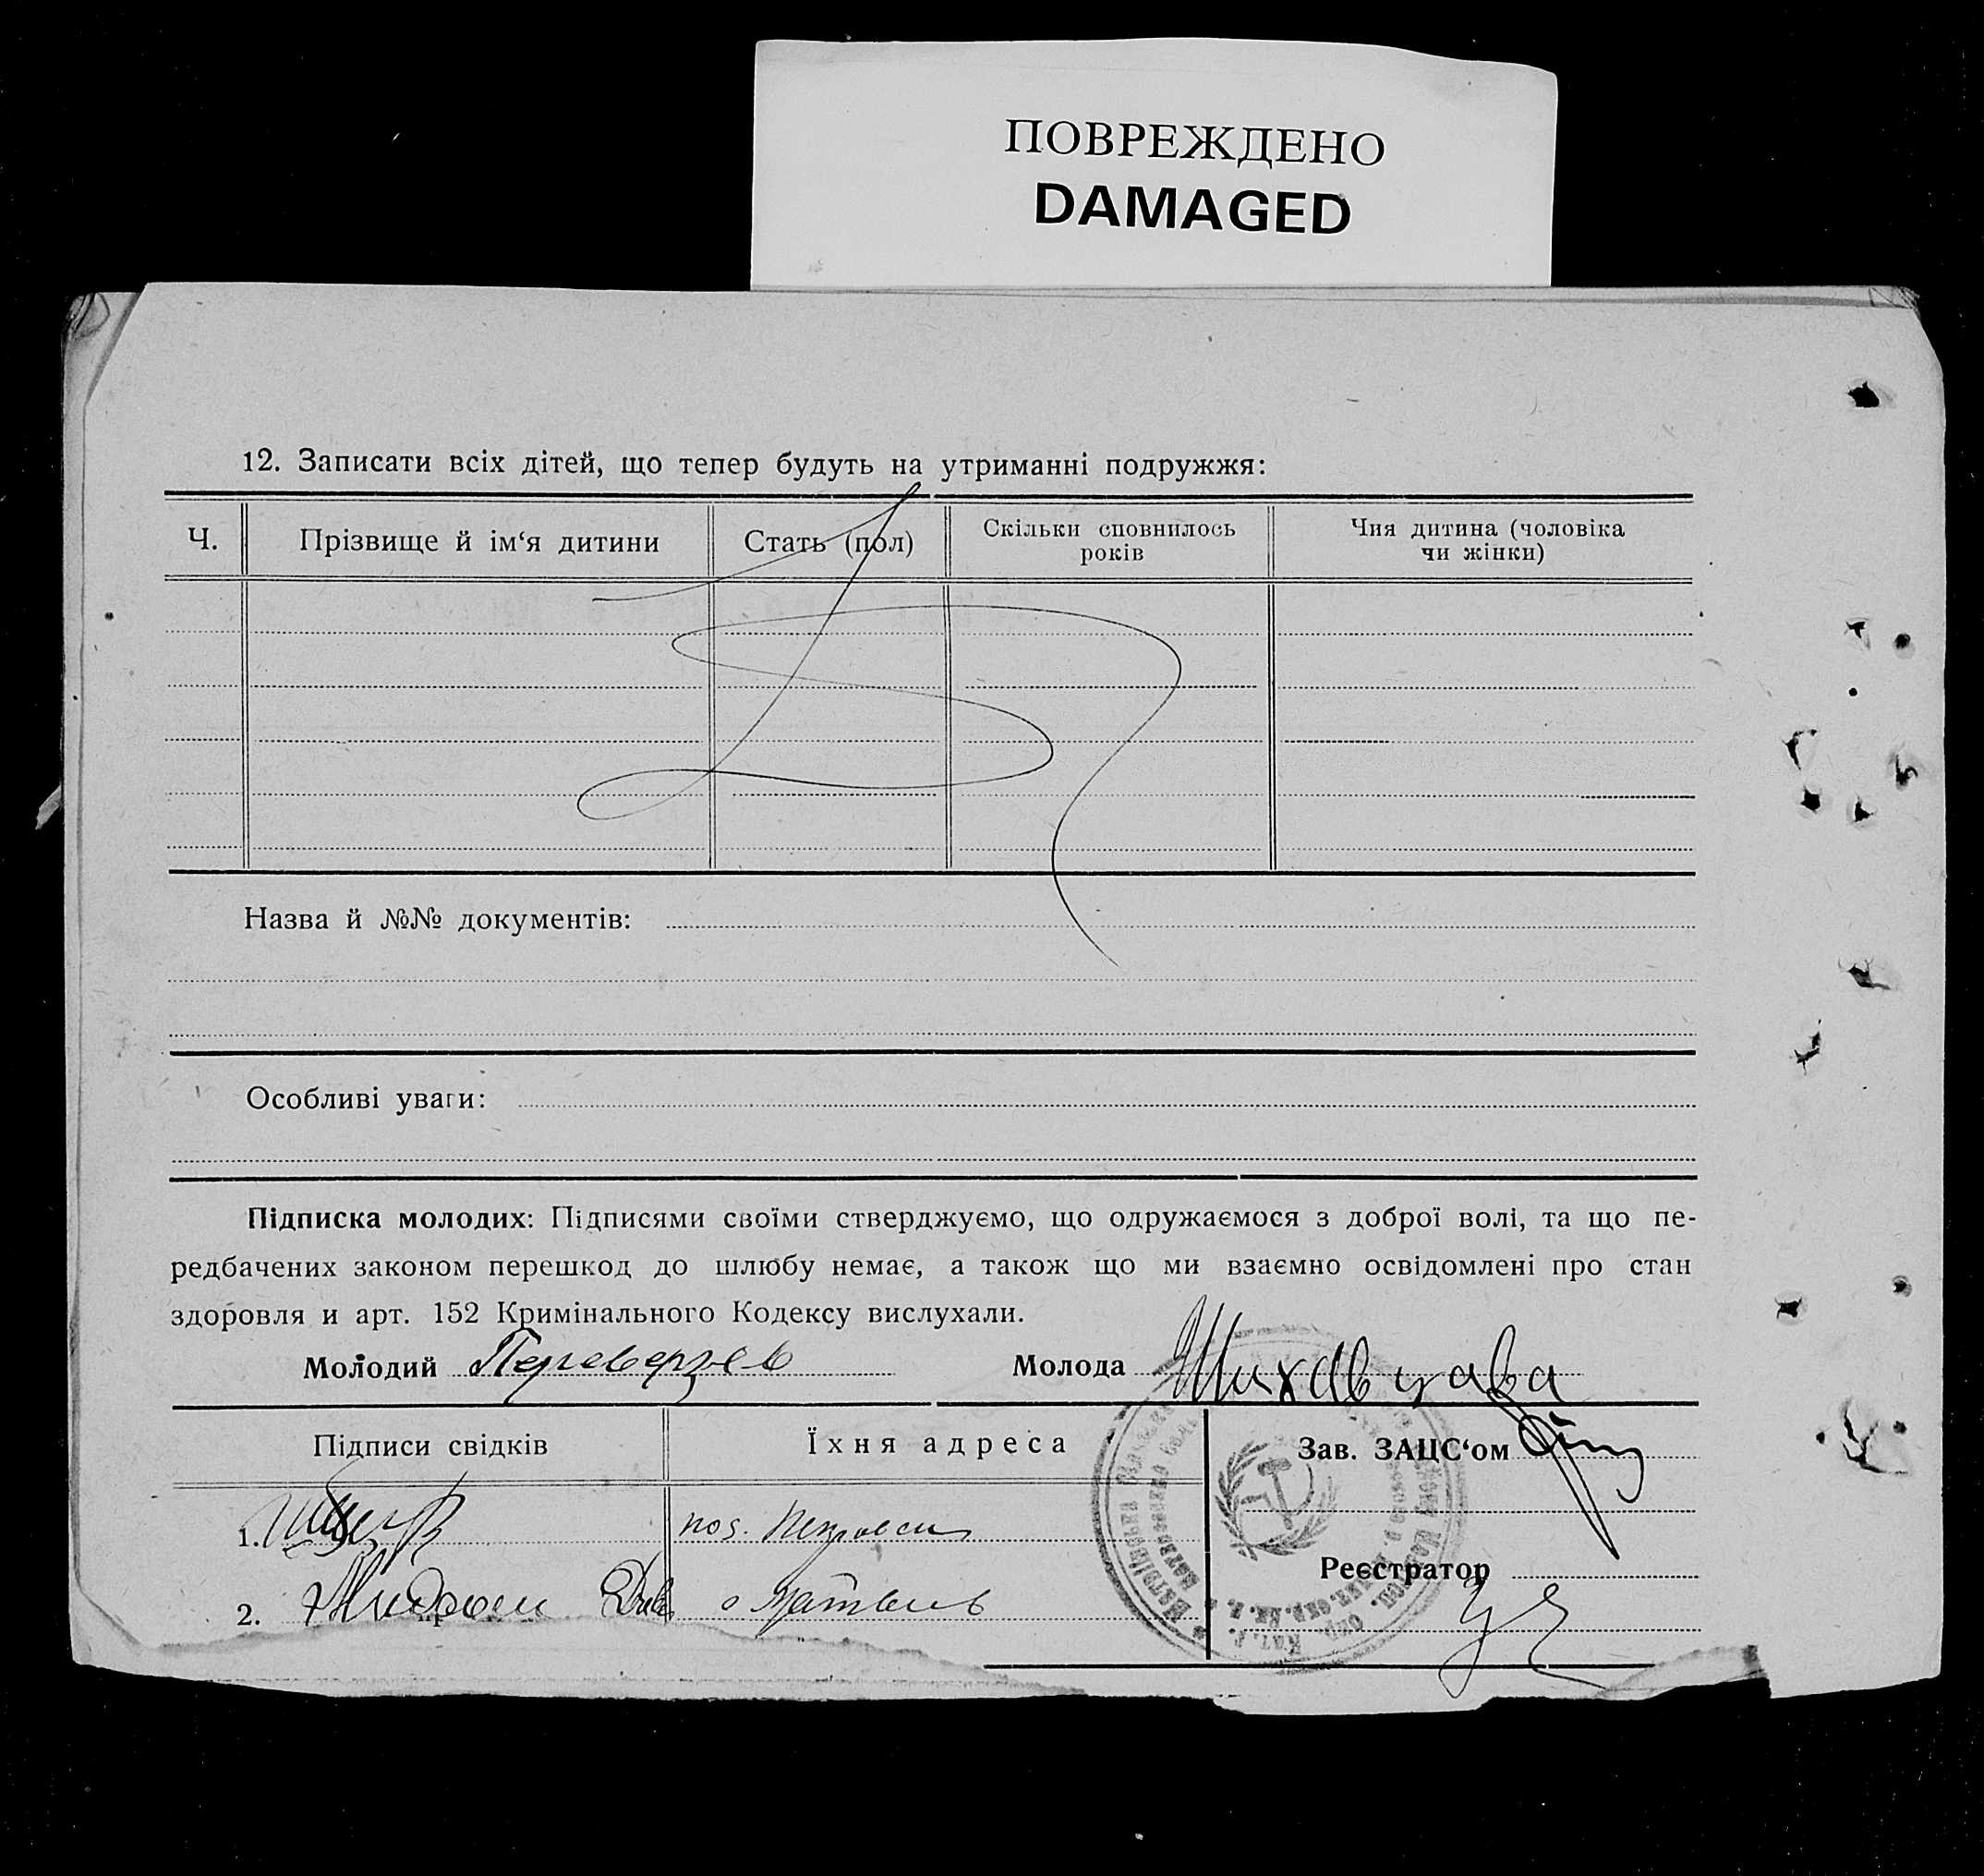 ПОВРЕЖДЕНО
DAMAGED
12. Записати всіх дітей, що тепер будуть на утриманні подружжя:
Ч.
Прізвище й ім‘я дитини
Стать (пол)
Скільки сповнилось
років
Чия дитина (чоловіка
чи жінки)
Назва й №№ документів:
Особливі уваги:
Підписка молодих: Підписями своїми стверджуємо, що одружаємося з доброї волі, та що пе-
редбачених законом перешкод до шлюбу немає, а також що ми взаємно освідомлені про стан
здоровля и арт. 152 Кримінального Кодексу вислухали.
Молодий Переверзев
Молода
Підписи свідків
Їхня адреса
Зав. ЗАЦС‘ом
1.
2.
Реєстратор